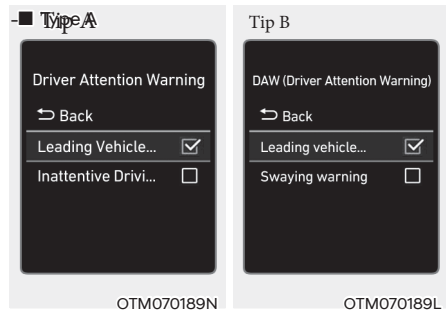 Tip B
Driver Attention Warning
Back
Leading Vehicle...
Inattentive Drivi...
OTM070189N
DAW (Driver Attention Warning)
Back
Leading vehicle...
Swaying warning
OTM070189L